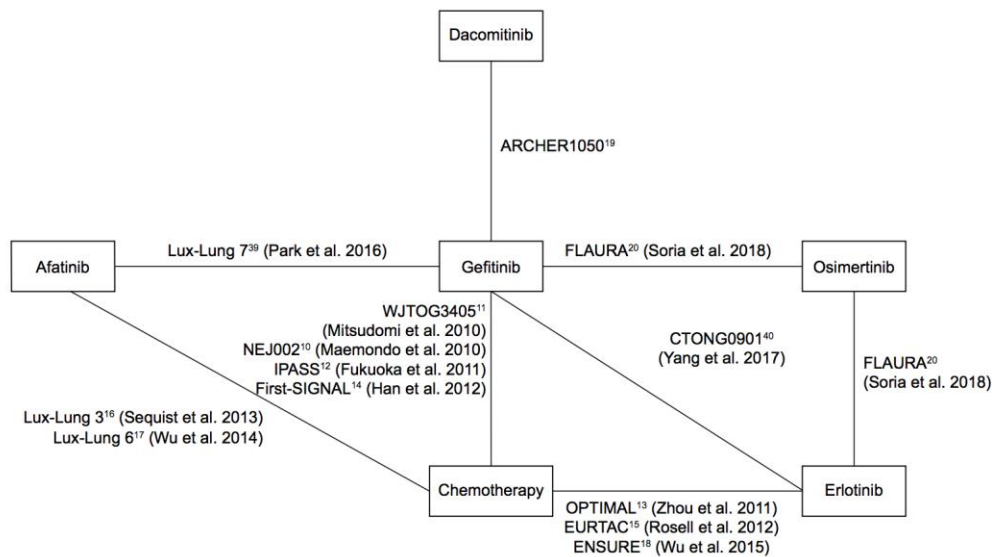 Dacomitinib
ARCHER1050¹⁹
Lux-Lung 7³⁹ (Park et al. 2016)
FLAURA²⁰ (Soria et al. 2018)
Afatinib
Gefitinib
Osimertinib
WJTOG3405¹¹
(Mitsudomi et al. 2010)
NEJ002¹⁰ (Maemondo et al. 2010)
IPASS¹² (Fukuoka et al. 2011)
First-SIGNAL¹⁴ (Han et al. 2012)
CTONG0901⁴⁰
(Yang et al. 2017)
FLAURA²⁰
(Soria et al. 2018)
Lux-Lung 3¹⁶ (Sequist et al. 2013)
Lux-Lung 6¹⁷ (Wu et al. 2014)
Chemotherapy
Erlotinib
OPTIMAL¹³ (Zhou et al. 2011)
EURTAC¹⁵ (Rosell et al. 2012)
ENSURE¹⁸ (Wu et al. 2015)